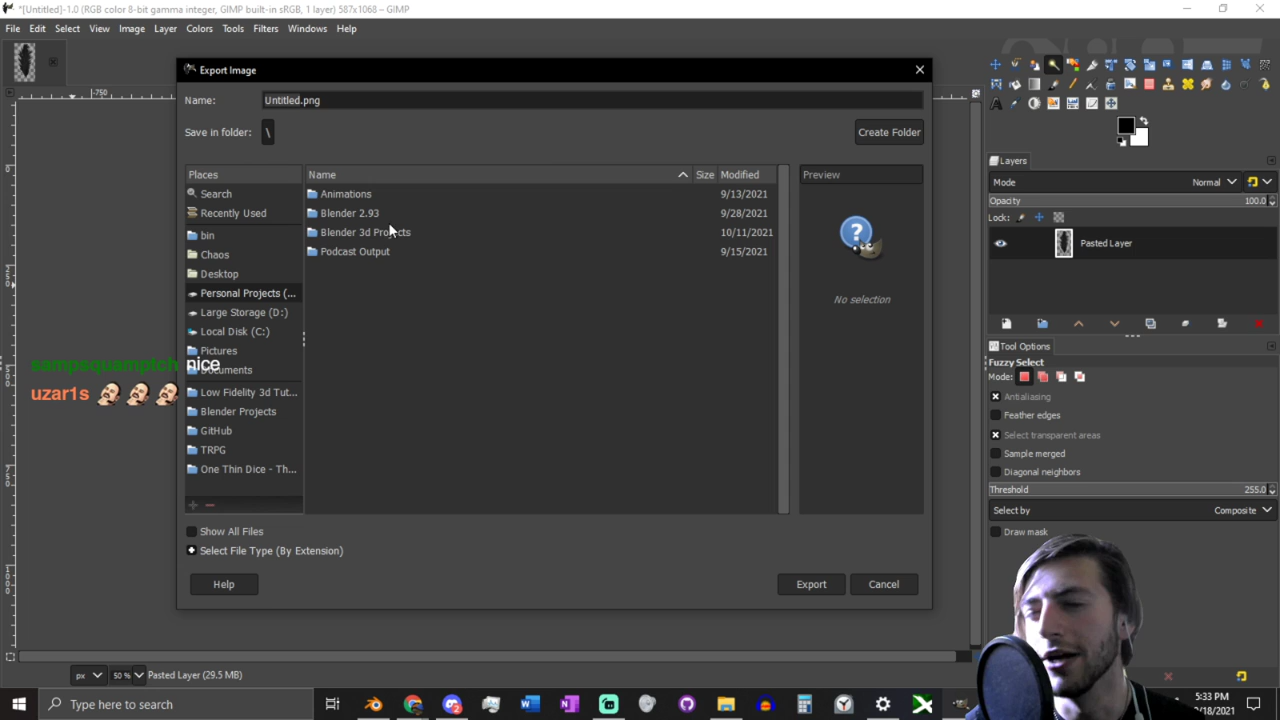 *[Untitled]-1.0 (RGB color 8-bit gamma integer, GIMP built-in sRGB, 1 layer) 587x1068 – GIMP
File Edit Select View Image Layer Colors Tools Filters Windows Help
Export Image
Name: Untitled.png
Save in folder: \ Create Folder
-750
Places Name Size Modified Preview
Search Animations 9/13/2021
Recently Used Blender 2.93 9/28/2021
bin Blender 3d Projects 10/11/2021
Chaos Podcast Output 9/15/2021
Desktop
Personal Projects (...
Large Storage (D:)
Local Disk (C:)
Pictures
Documents
Low Fidelity 3d Tut...
Blender Projects
GitHub
TRPG
One Thin Dice - Th...
No selection
Show All Files
Select File Type (By Extension)
Help Export Cancel
sampsquamptch nice
uzar1s
Layers
Mode Normal
Opacity 100.0
Lock:
Pasted Layer
Tool Options
Fuzzy Select
Mode:
Antialiasing
Feather edges
Select transparent areas
Sample merged
Diagonal neighbors
Threshold 255.0
Select by Composite
Draw mask
px 50 % Pasted Layer (29.5 MB)
Type here to search
5:33 PM
/18/2021